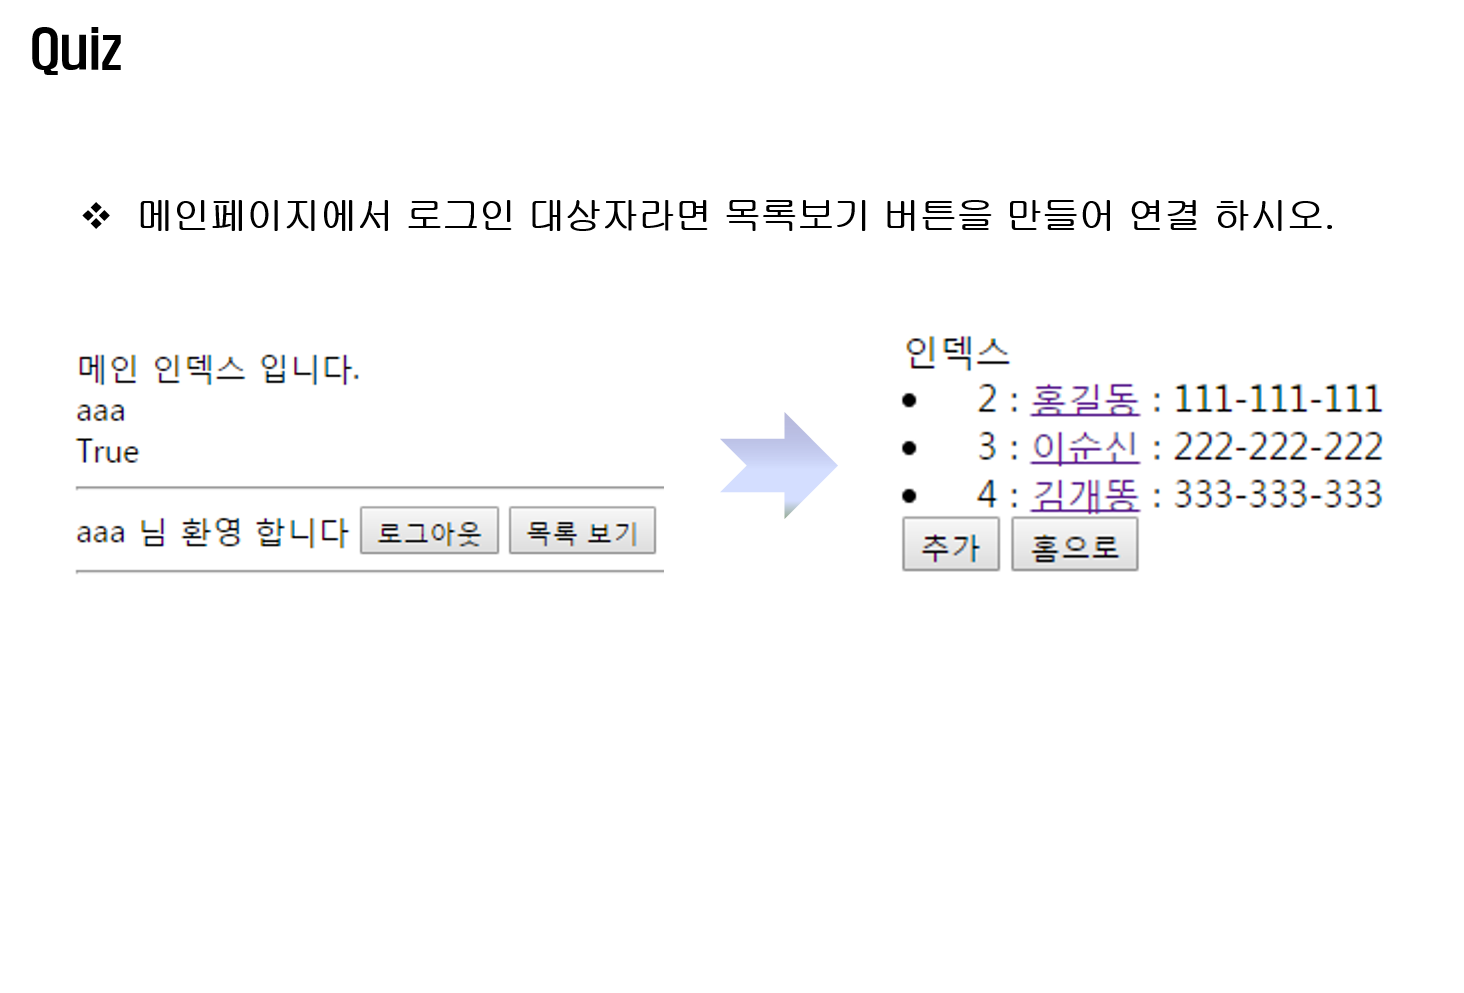 Quiz
❖ 메인페이지에서 로그인 대상자라면 목록보기 버튼을 만들어 연결 하시오.
메인 인덱스 입니다.
aaa
True
aaa 님 환영 합니다 로그아웃 목록 보기
인덱스
• 2 : 홍길동 : 111-111-111
• 3 : 이순신 : 222-222-222
• 4 : 김개똥 : 333-333-333
추가 홈으로